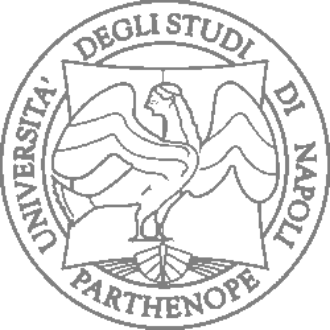 UNIVERSITA' DEGLI STUDI DI NAPOLI
PARTHENOPE